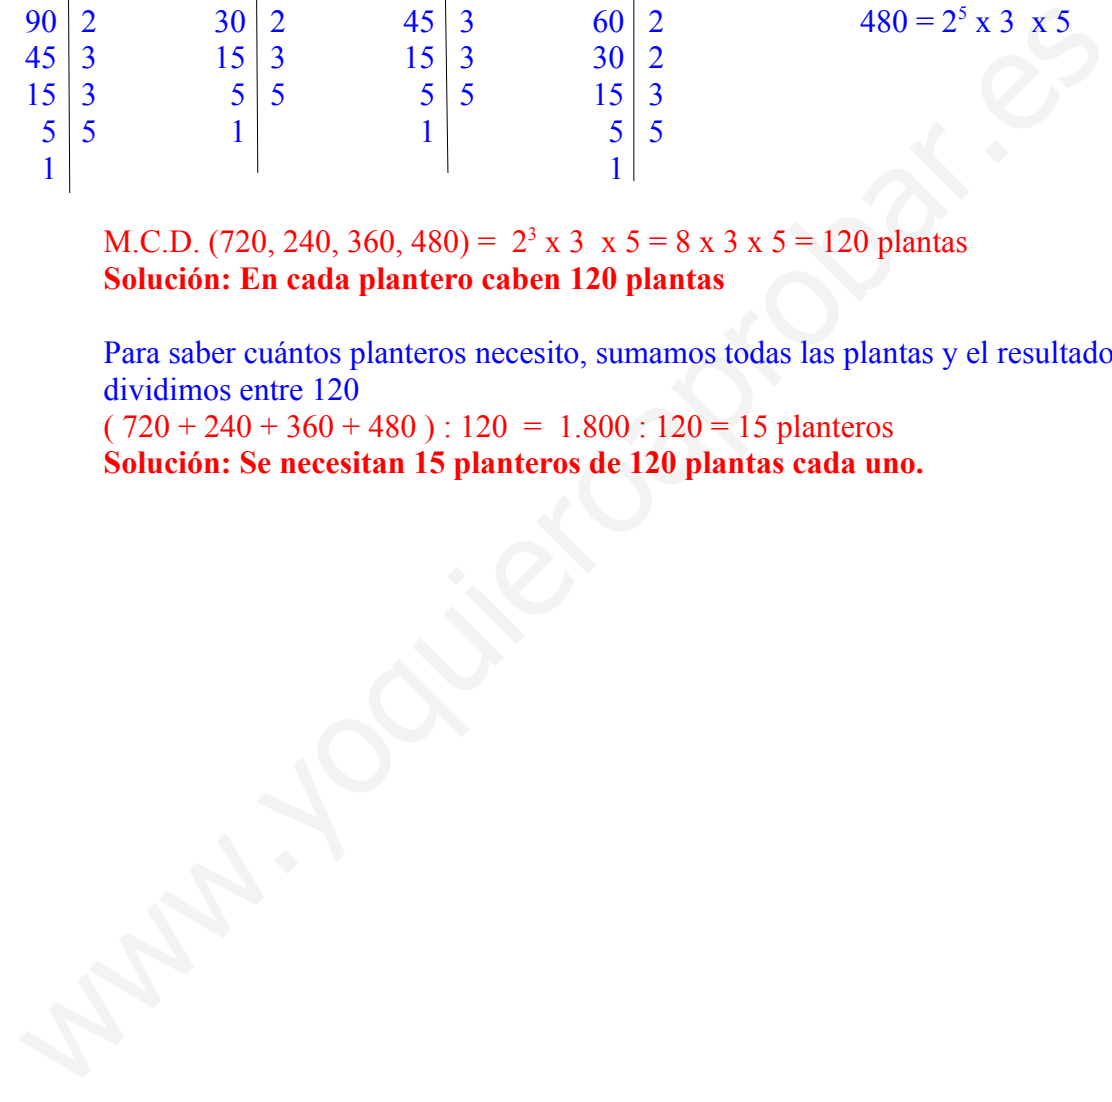 90 2 30 2 45 3 60 2 480 = 2⁵ x 3 x 5
45 3 15 3 15 3 30 2
15 3 5 5 5 5 15 3
5 5 1 1 5 5
1 1
M.C.D. (720, 240, 360, 480) = 2³ x 3 x 5 = 8 x 3 x 5 = 120 plantas
Solución: En cada plantero caben 120 plantas
Para saber cuántos planteros necesito, sumamos todas las plantas y el resultado
dividimos entre 120
( 720 + 240 + 360 + 480 ) : 120 = 1.800 : 120 = 15 planteros
Solución: Se necesitan 15 planteros de 120 plantas cada uno.
www.yoquieroaprobar.es